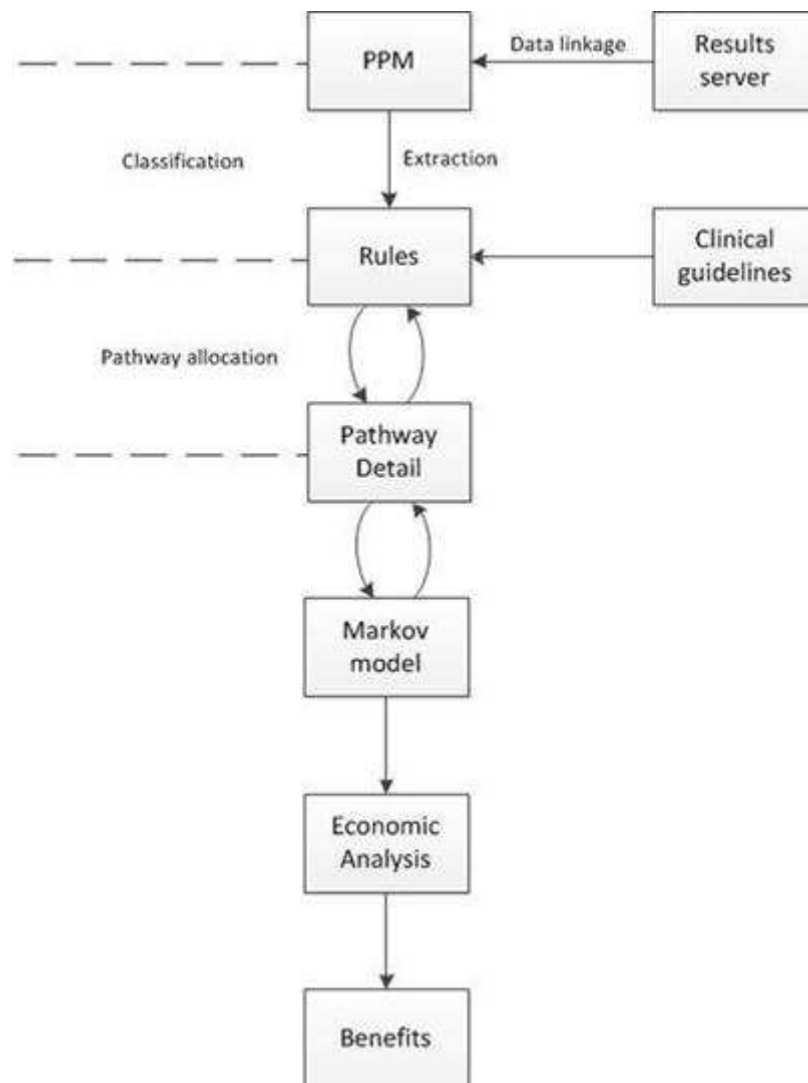 PPM
Data linkage
Results
server
Classification
Extraction
Rules
Clinical
guidelines
Pathway allocation
Pathway
Detail
Markov
model
Economic
Analysis
Benefits